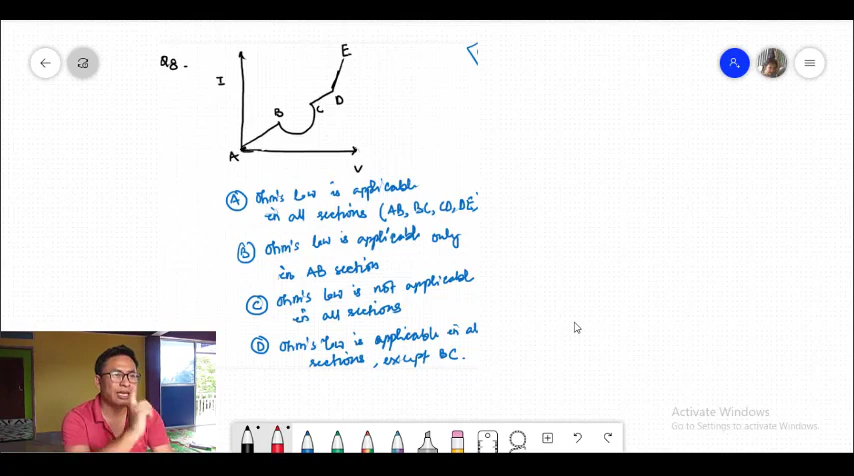 Q8.
E
I
B
C
D
A
V
(A) Ohm's law is applicable
in all sections (AB, BC, CD, DE
(B) Ohm's law is applicable only
in AB section
(C) Ohm's law is not applicable
in all sections
(D) Ohm's law is applicable in al
sections, except BC.
Activate Windows
Go to Settings to activate Windows.